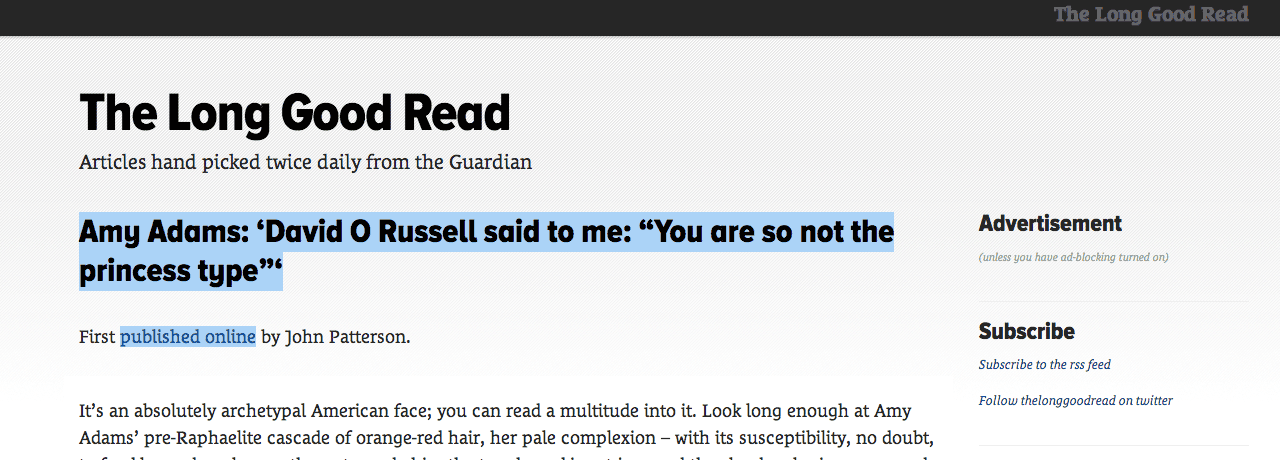 The Long Good Read
The Long Good Read
Articles hand picked twice daily from the Guardian
Amy Adams: ‘David O Russell said to me: “You are so not the
princess type”‘
First published online by John Patterson.
It’s an absolutely archetypal American face; you can read a multitude into it. Look long enough at Amy
Adams’ pre-Raphaelite cascade of orange-red hair, her pale complexion – with its susceptibility, no doubt,
Advertisement
(unless you have ad-blocking turned on)
Subscribe
Subscribe to the rss feed
Follow thelonggoodread on twitter